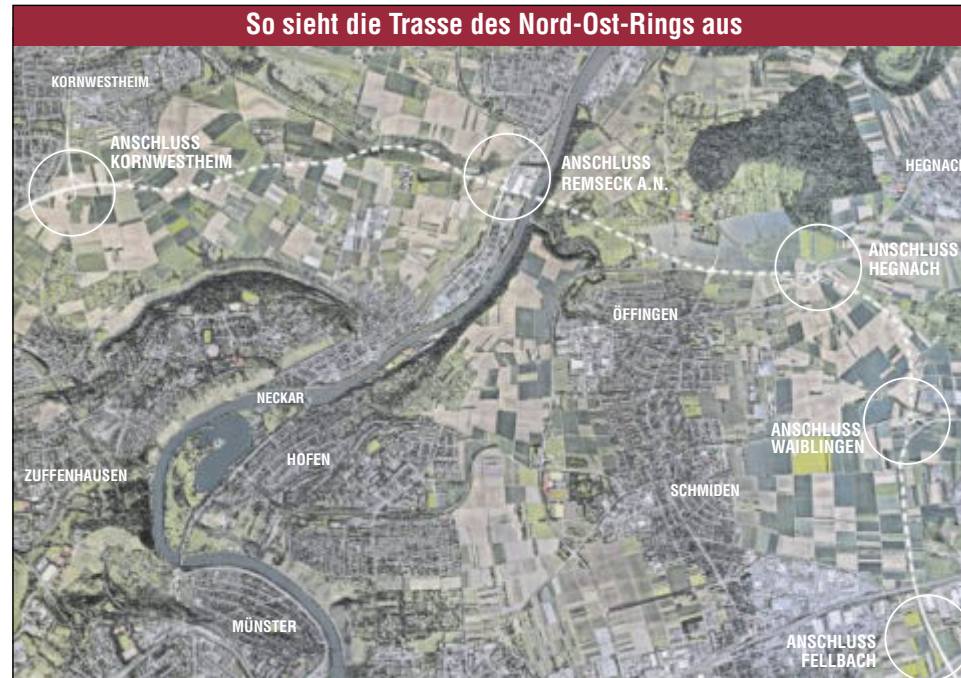 So sieht die Trasse des Nord-Ost-Rings aus
KORNWESTHEIM
ANSCHLUSS
KORNWESTHEIM
ANSCHLUSS
REMSECK A.N.
HEGNACH
ANSCHLUSS
HEGNACH
ÖFFINGEN
NECKAR
ANSCHLUSS
WAIBLINGEN
HOFEN
ZUFFENHAUSEN
SCHMIDEN
MÜNSTER
ANSCHLUSS
FELLBACH